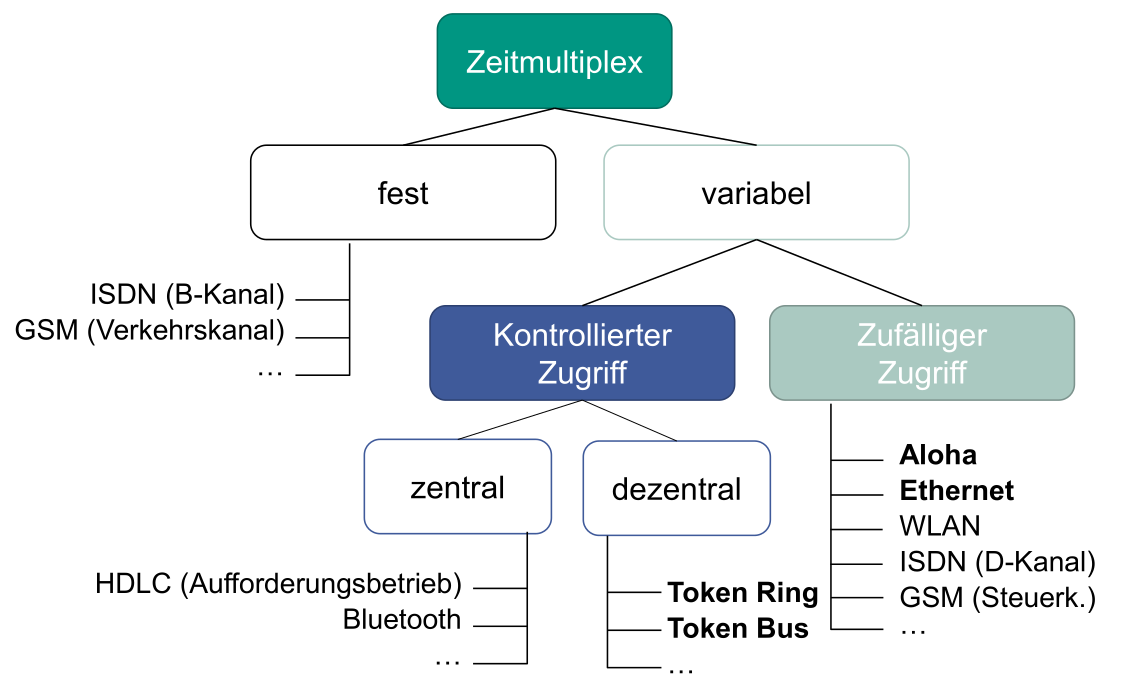 Zeitmultiplex
fest
variabel
ISDN (B-Kanal)
GSM (Verkehrskanal)
…
Kontrollierter
Zugriff
Zufälliger
Zugriff
zentral
dezentral
HDLC (Aufforderungsbetrieb)
Bluetooth
…
Token Ring
Token Bus
…
Aloha
Ethernet
WLAN
ISDN (D-Kanal)
GSM (Steuerk.)
…